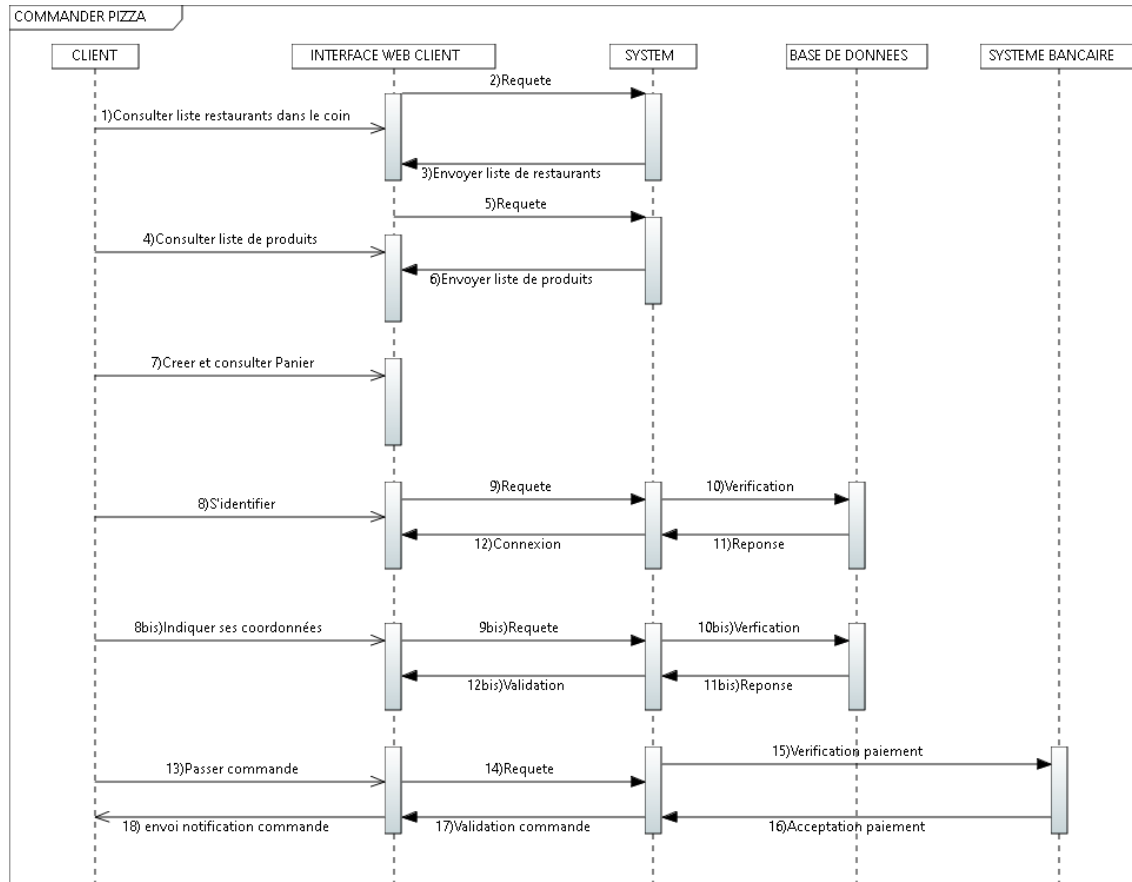 COMMANDER PIZZA
CLIENT
INTERFACE WEB CLIENT
SYSTEM
BASE DE DONNEES
SYSTEME BANCAIRE
2)Requete
1)Consulter liste restaurants dans le coin
3)Envoyer liste de restaurants
5)Requete
4)Consulter liste de produits
6)Envoyer liste de produits
7)Creer et consulter Panier
9)Requete
10)Verification
8)S'identifier
12)Connexion
11)Reponse
8bis)Indiquer ses coordonnées
9bis)Requete
10bis)Verfication
12bis)Validation
11bis)Reponse
15)Verification paiement
13)Passer commande
14)Requete
18) envoi notification commande
17)Validation commande
16)Acceptation paiement